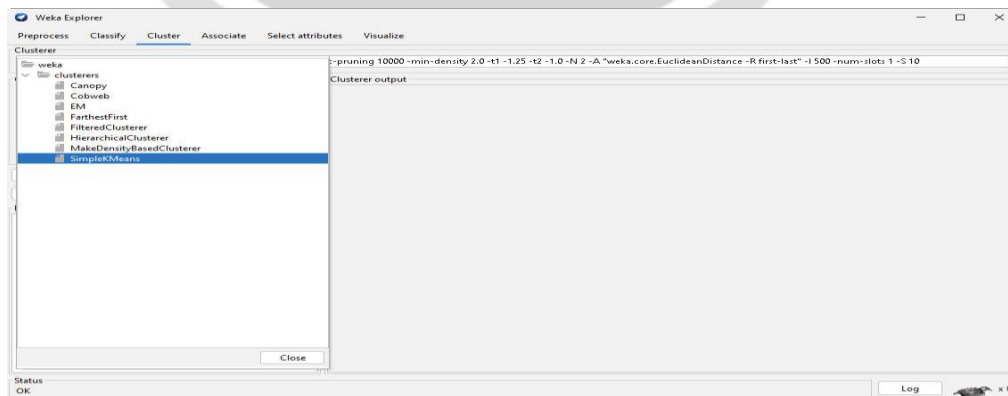 Weka Explorer
Preprocess Classify Cluster Associate Select attributes Visualize
Clusterer
weka
clusterers
Canopy
Cobweb
EM
FarthestFirst
FilteredClusterer
HierarchicalClusterer
MakeDensityBasedClusterer
SimpleKMeans
-pruning 10000 -min-density 2.0 -t1 -1.25 -t2 -1.0 -N 2 -A "weka.core.EuclideanDistance -R first-last" -I 500 -num-slots 1 -S 10
Clusterer output
Close
Status
OK
Log
x